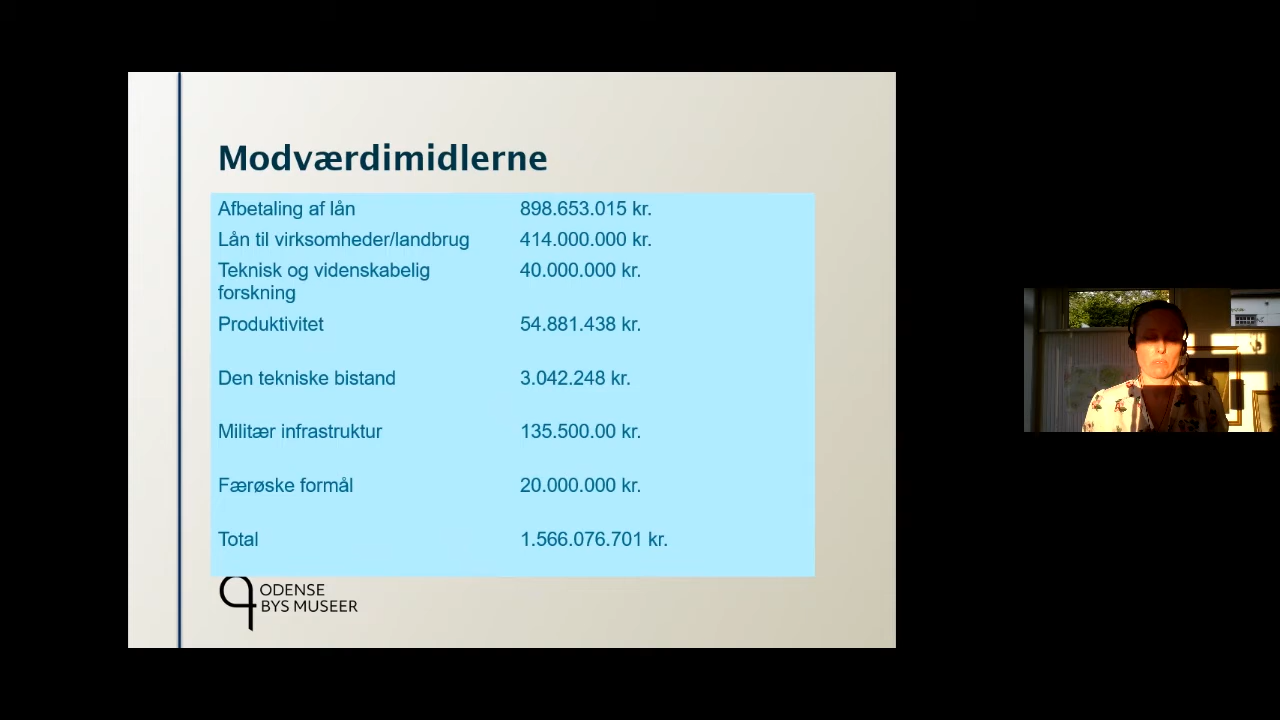 Modværdimidlerne
Afbetaling af lån 898.653.015 kr.
Lån til virksomheder/landbrug 414.000.000 kr.
Teknisk og videnskabelig 40.000.000 kr.
forskning
Produktivitet 54.881.438 kr.
Den tekniske bistand 3.042.248 kr.
Militær infrastruktur 135.500.00 kr.
Færøske formål 20.000.000 kr.
Total 1.566.076.701 kr.
ODENSE
BYS MUSEER